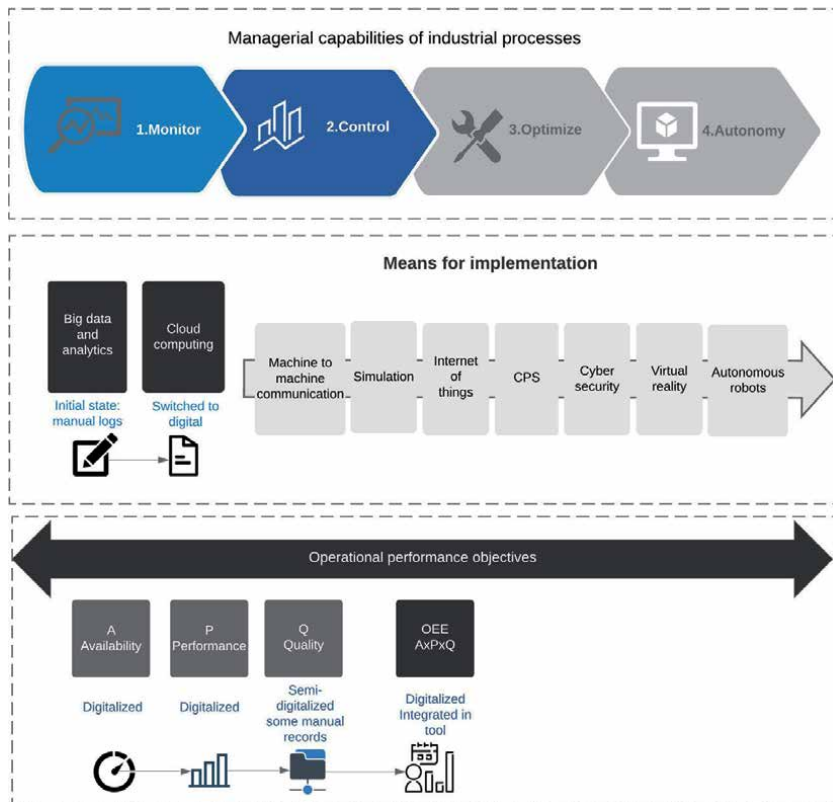 Managerial capabilities of industrial processes
1.Monitor
2.Control
3.Optimize
4.Autonomy
Means for implementation
Big data
and
analytics
Cloud
computing
Machine to
machine
communication
Simulation
Internet
of
things
CPS
Cyber
security
Virtual
reality
Autonomous
robots
Initial state:
manual logs
Switched to
digital
Operational performance objectives
A
Availability
P
Performance
Q
Quality
OEE
AxPxQ
Digitalized
Digitalized
Semi-
digitalized
some manual
records
Digitalized
Integrated in
tool